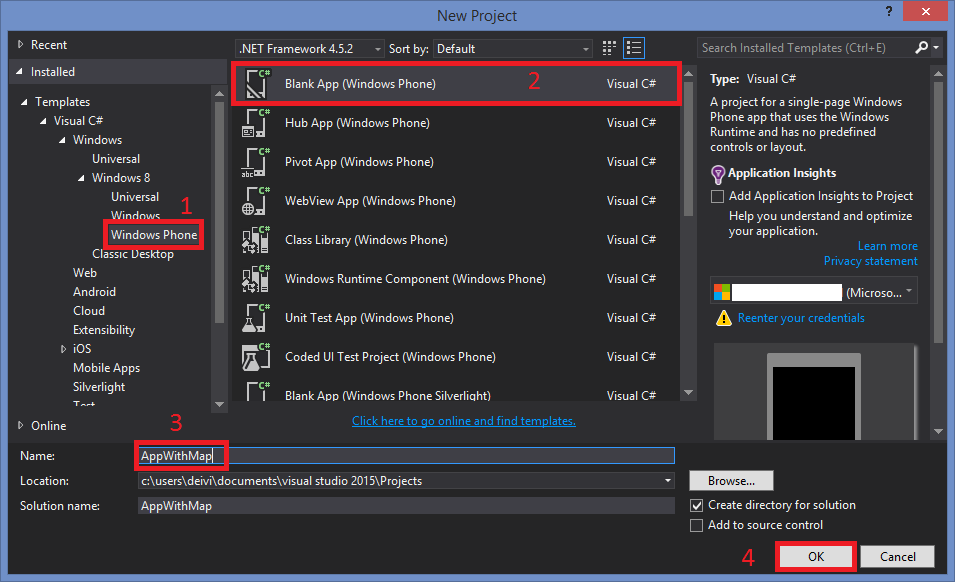 New Project
?
Recent
.NET Framework 4.5.2
Sort by:
Default
Search Installed Templates (Ctrl+E)
Installed
Templates
Visual C#
Windows
Universal
Windows 8
Universal
Windows
Windows Phone
Classic Desktop
Web
Android
Cloud
Extensibility
iOS
Mobile Apps
Silverlight
Test
Online
1
C# Blank App (Windows Phone) 2 Visual C#
C# Hub App (Windows Phone) Visual C#
abc C# Pivot App (Windows Phone) Visual C#
C# WebView App (Windows Phone) Visual C#
C# Class Library (Windows Phone) Visual C#
C# Windows Runtime Component (Windows Phone) Visual C#
C# Unit Test App (Windows Phone) Visual C#
C# Coded UI Test Project (Windows Phone) Visual C#
C# Blank App (Windows Phone Silverlight) Visual C#
Click here to go online and find templates.
Type: Visual C#
A project for a single-page Windows
Phone app that uses the Windows
Runtime and has no predefined
controls or layout.
Application Insights
Add Application Insights to Project
Help you understand and optimize
your application.
Learn more
Privacy statement
(Microso...
Reenter your credentials
3
Name: AppWithMap
Location: c:\users\deivi\documents\visual studio 2015\Projects
Browse...
Solution name: AppWithMap
Create directory for solution
Add to source control
4
OK
Cancel